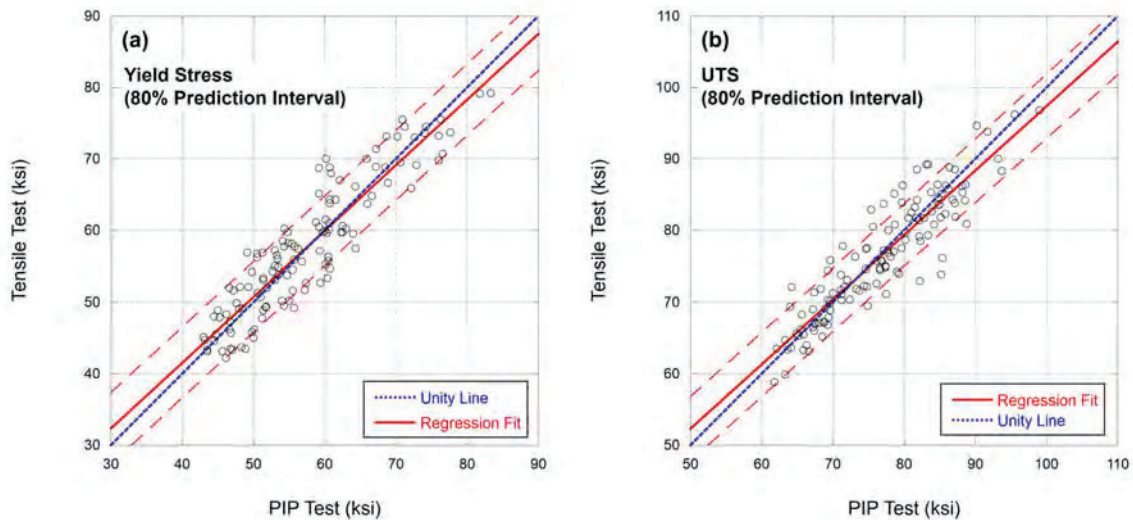 (a)
Yield Stress
(80% Prediction Interval)
Tensile Test (ksi)
90
80
70
60
50
40
30
Unity Line
Regression Fit
30 40 50 60 70 80 90
PIP Test (ksi)
(b)
UTS
(80% Prediction Interval)
Tensile Test (ksi)
110
100
90
80
70
60
50
Regression Fit
Unity Line
50 60 70 80 90 100 110
PIP Test (ksi)